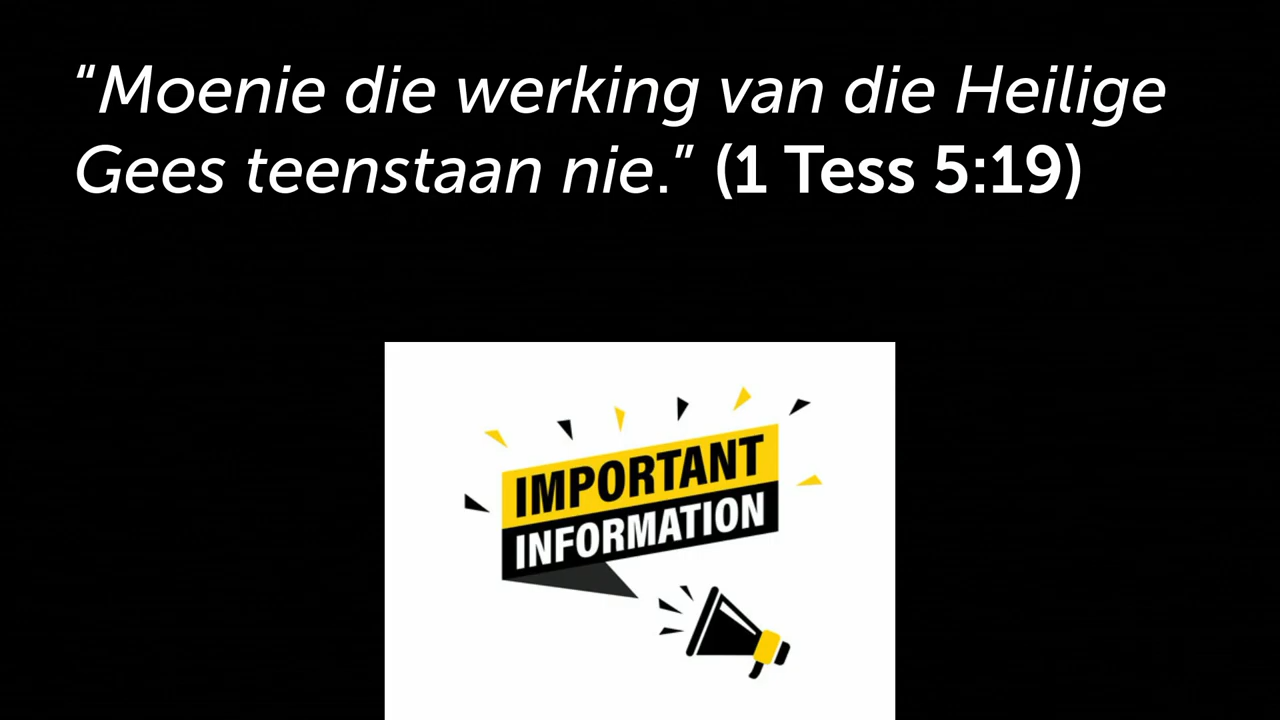 “Moenie die werking van die Heilige
Gees teenstaan nie.” (1 Tess 5:19)
IMPORTANT
INFORMATION